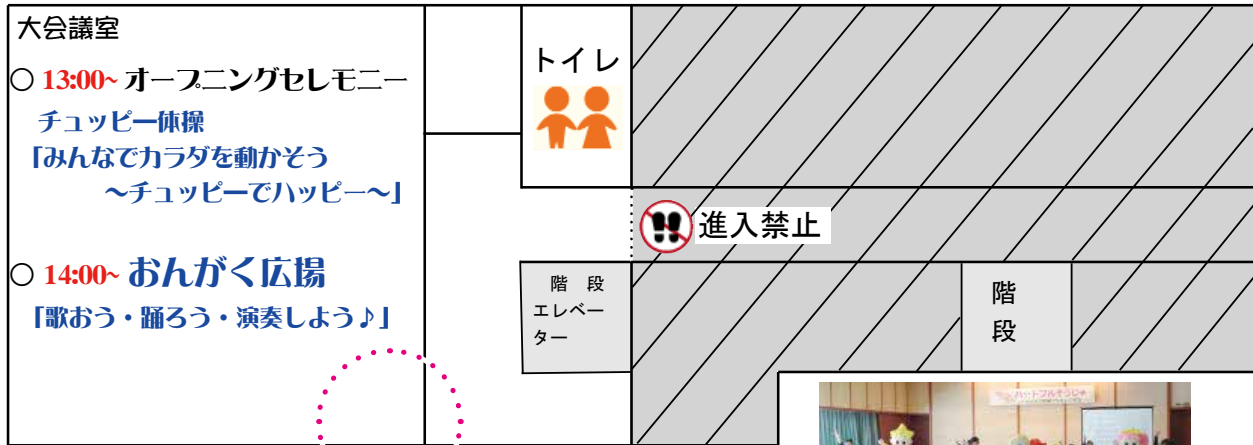 大会議室
○ 13:00~ オープニングセレモニー
チュッピー体操
「みんなでカラダを動かそう
～チュッピーでハッピー～」
○ 14:00~ おんがく広場
「歌おう・踊ろう・演奏しよう♪」
トイレ
進入禁止
階 段
エレベー
ター
階
段